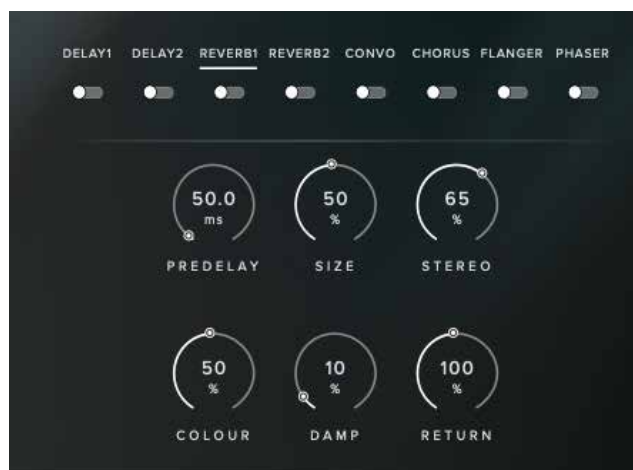 DELAY1 DELAY2 REVERB1 REVERB2 CONVO CHORUS FLANGER PHASER
50.0 50 65
ms % %
PREDELAY SIZE STEREO
50 10 100
% % %
COLOUR DAMP RETURN